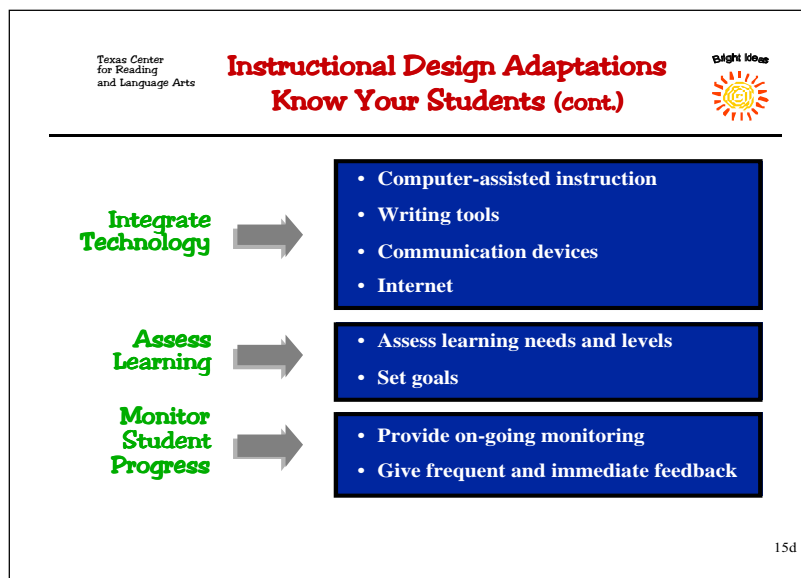 Texas Center
for Reading
and Language Arts
Instructional Design Adaptations
Know Your Students (cont.)
Bright Ideas
Integrate
Technology
• Computer-assisted instruction
• Writing tools
• Communication devices
• Internet
Assess
Learning
• Assess learning needs and levels
• Set goals
Monitor
Student
Progress
• Provide on-going monitoring
• Give frequent and immediate feedback
15d